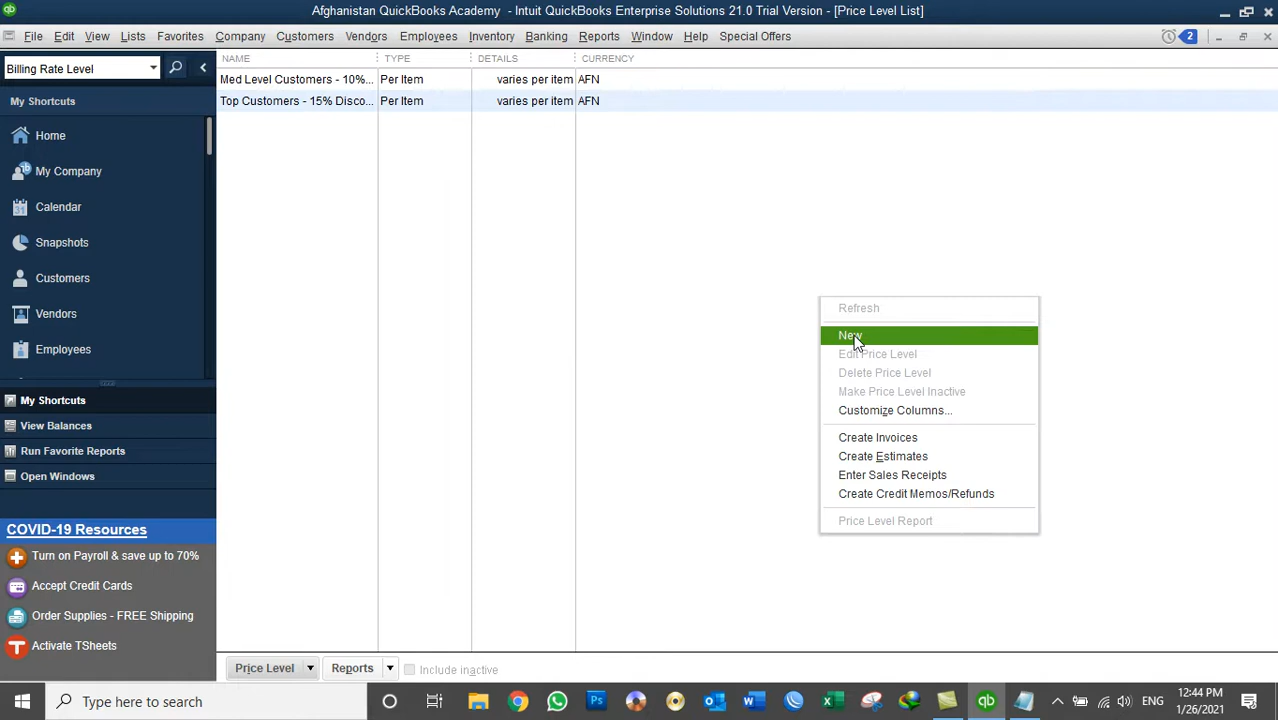 Afghanistan QuickBooks Academy - Intuit QuickBooks Enterprise Solutions 21.0 Trial Version - [Price Level List]
File Edit View Lists Favorites Company Customers Vendors Employees Inventory Banking Reports Window Help Special Offers 2
Billing Rate Level
My Shortcuts
Home
My Company
Calendar
Snapshots
Customers
Vendors
Employees
My Shortcuts
View Balances
Run Favorite Reports
Open Windows
COVID-19 Resources
Turn on Payroll & save up to 70%
Accept Credit Cards
Order Supplies - FREE Shipping
Activate TSheets
NAME TYPE DETAILS CURRENCY
Med Level Customers - 10%... Per Item varies per item AFN
Top Customers - 15% Disco... Per Item varies per item AFN
Refresh
New
Edit Price Level
Delete Price Level
Make Price Level Inactive
Customize Columns...
Create Invoices
Create Estimates
Enter Sales Receipts
Create Credit Memos/Refunds
Price Level Report
Price Level Reports Include inactive
Type here to search
ENG
12:44 PM
1/26/2021